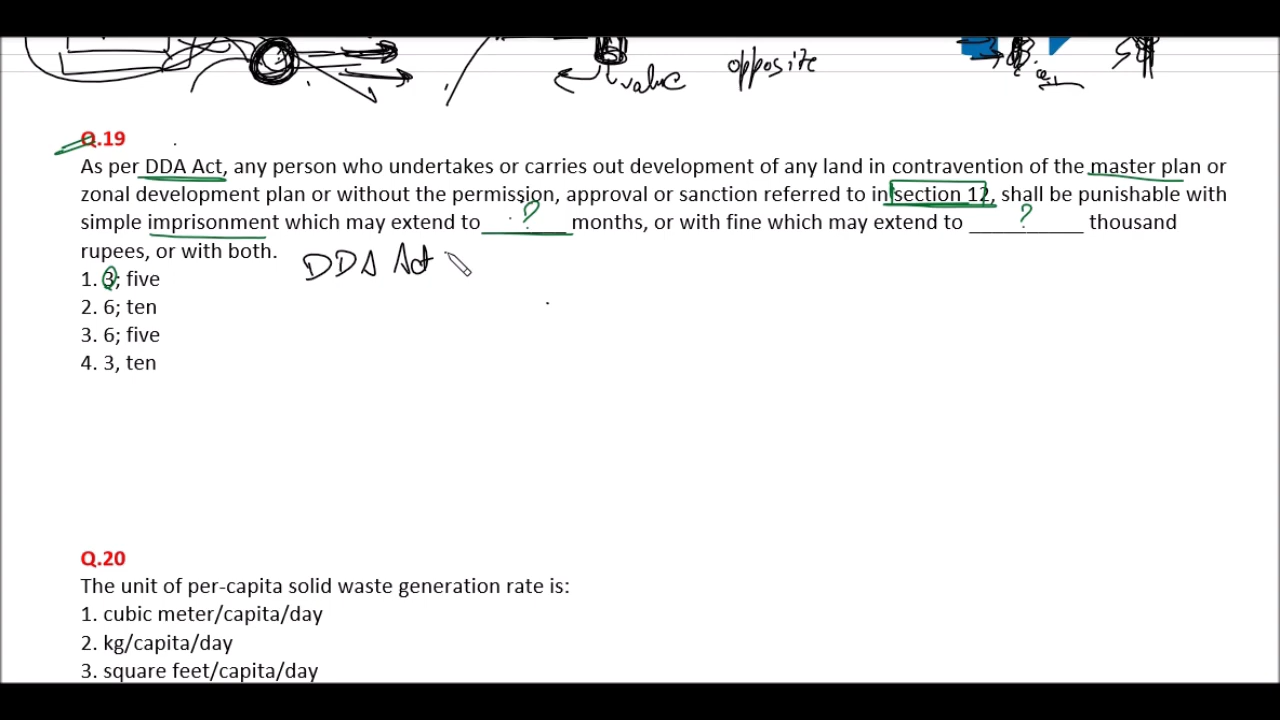 value opposite
Q.19
As per DDA Act, any person who undertakes or carries out development of any land in contravention of the master plan or
zonal development plan or without the permission, approval or sanction referred to in section 12, shall be punishable with
simple imprisonment which may extend to ? months, or with fine which may extend to ? thousand
rupees, or with both.
DDA Act
1. 3; five
2. 6; ten
3. 6; five
4. 3, ten
Q.20
The unit of per-capita solid waste generation rate is:
1. cubic meter/capita/day
2. kg/capita/day
3. square feet/capita/day